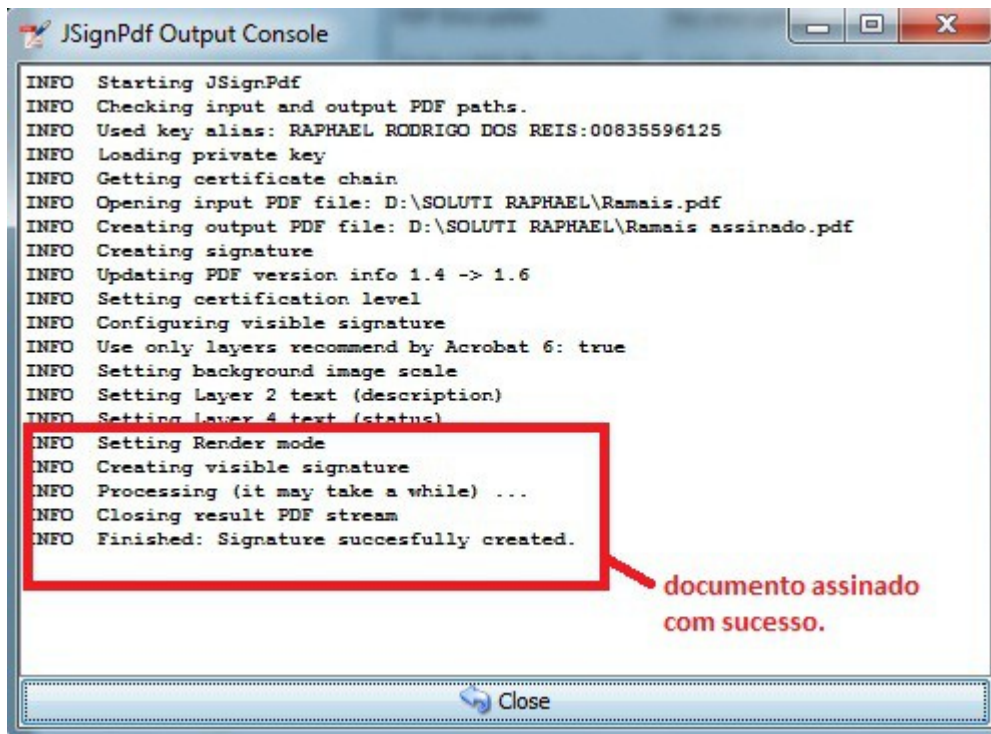 JSignPdf Output Console
INFO Starting JSignPdf
INFO Checking input and output PDF paths.
INFO Used key alias: RAPHAEL RODRIGO DOS REIS:00835596125
INFO Loading private key
INFO Getting certificate chain
INFO Opening input PDF file: D:\SOLUTI RAPHAEL\Ramais.pdf
INFO Creating output PDF file: D:\SOLUTI RAPHAEL\Ramais assinado.pdf
INFO Creating signature
INFO Updating PDF version info 1.4 -> 1.6
INFO Setting certification level
INFO Configuring visible signature
INFO Use only layers recommend by Acrobat 6: true
INFO Setting background image scale
INFO Setting Layer 2 text (description)
INFO Setting Layer 4 text (status)
INFO Setting Render mode
INFO Creating visible signature
INFO Processing (it may take a while) ...
INFO Closing result PDF stream
INFO Finished: Signature succesfully created.
documento assinado
com sucesso.
Close